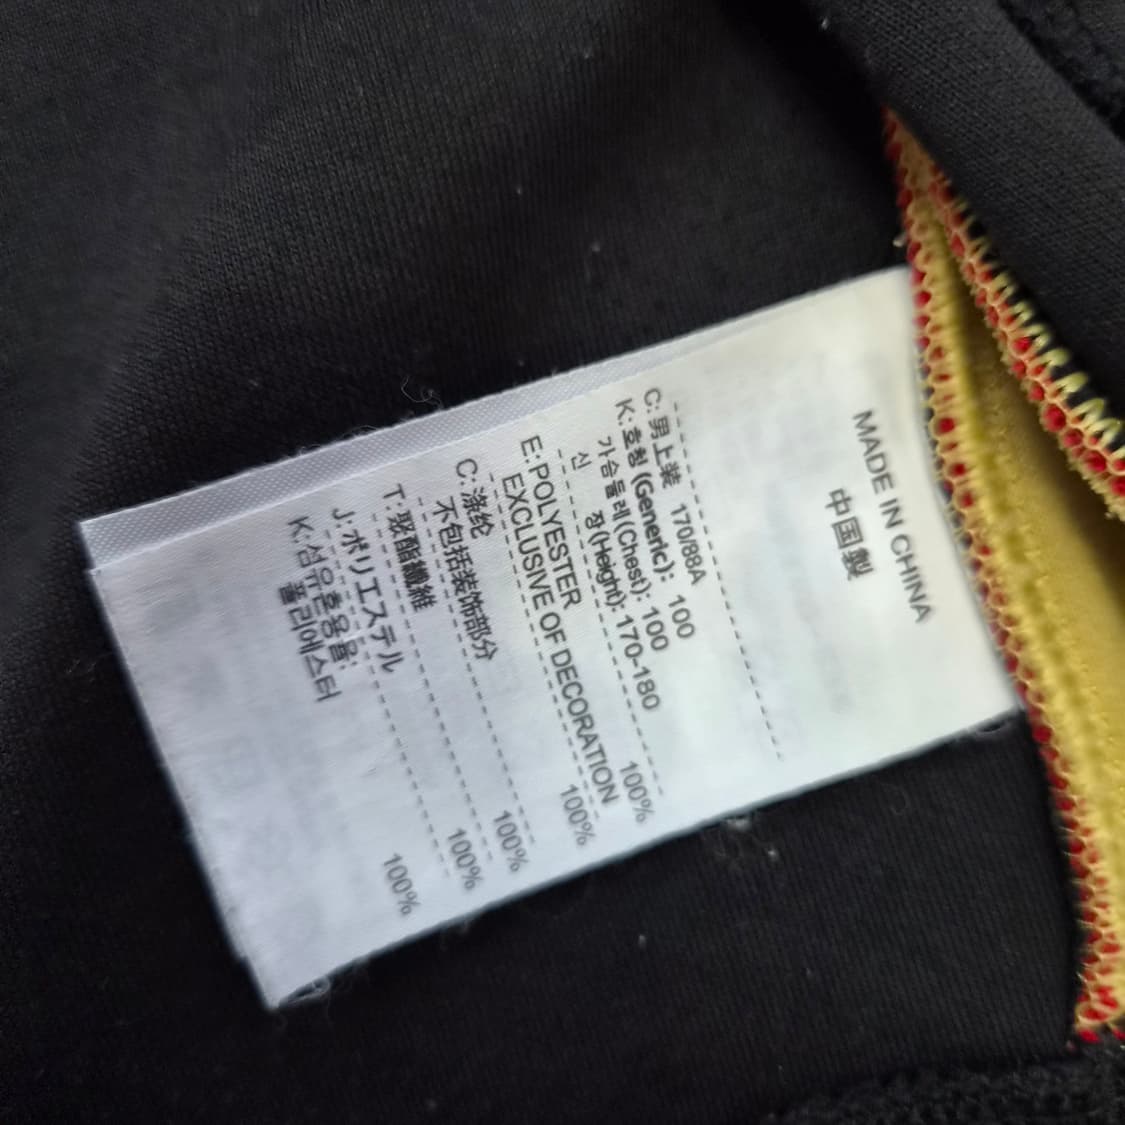 MADE IN CHINA
中国製
C: 男上装 170/88A
K: 호칭 (Generic): 100
가슴둘레(Chest): 100
신 장(Height): 170-180
E: POLYESTER 100%
EXCLUSIVE OF DECORATION
C: 涤纶 100%
不包括装饰部分
T: 聚酯纖維 100%
J: ポリエステル 100%
K: 섬유혼용율:
폴리에스터 100%